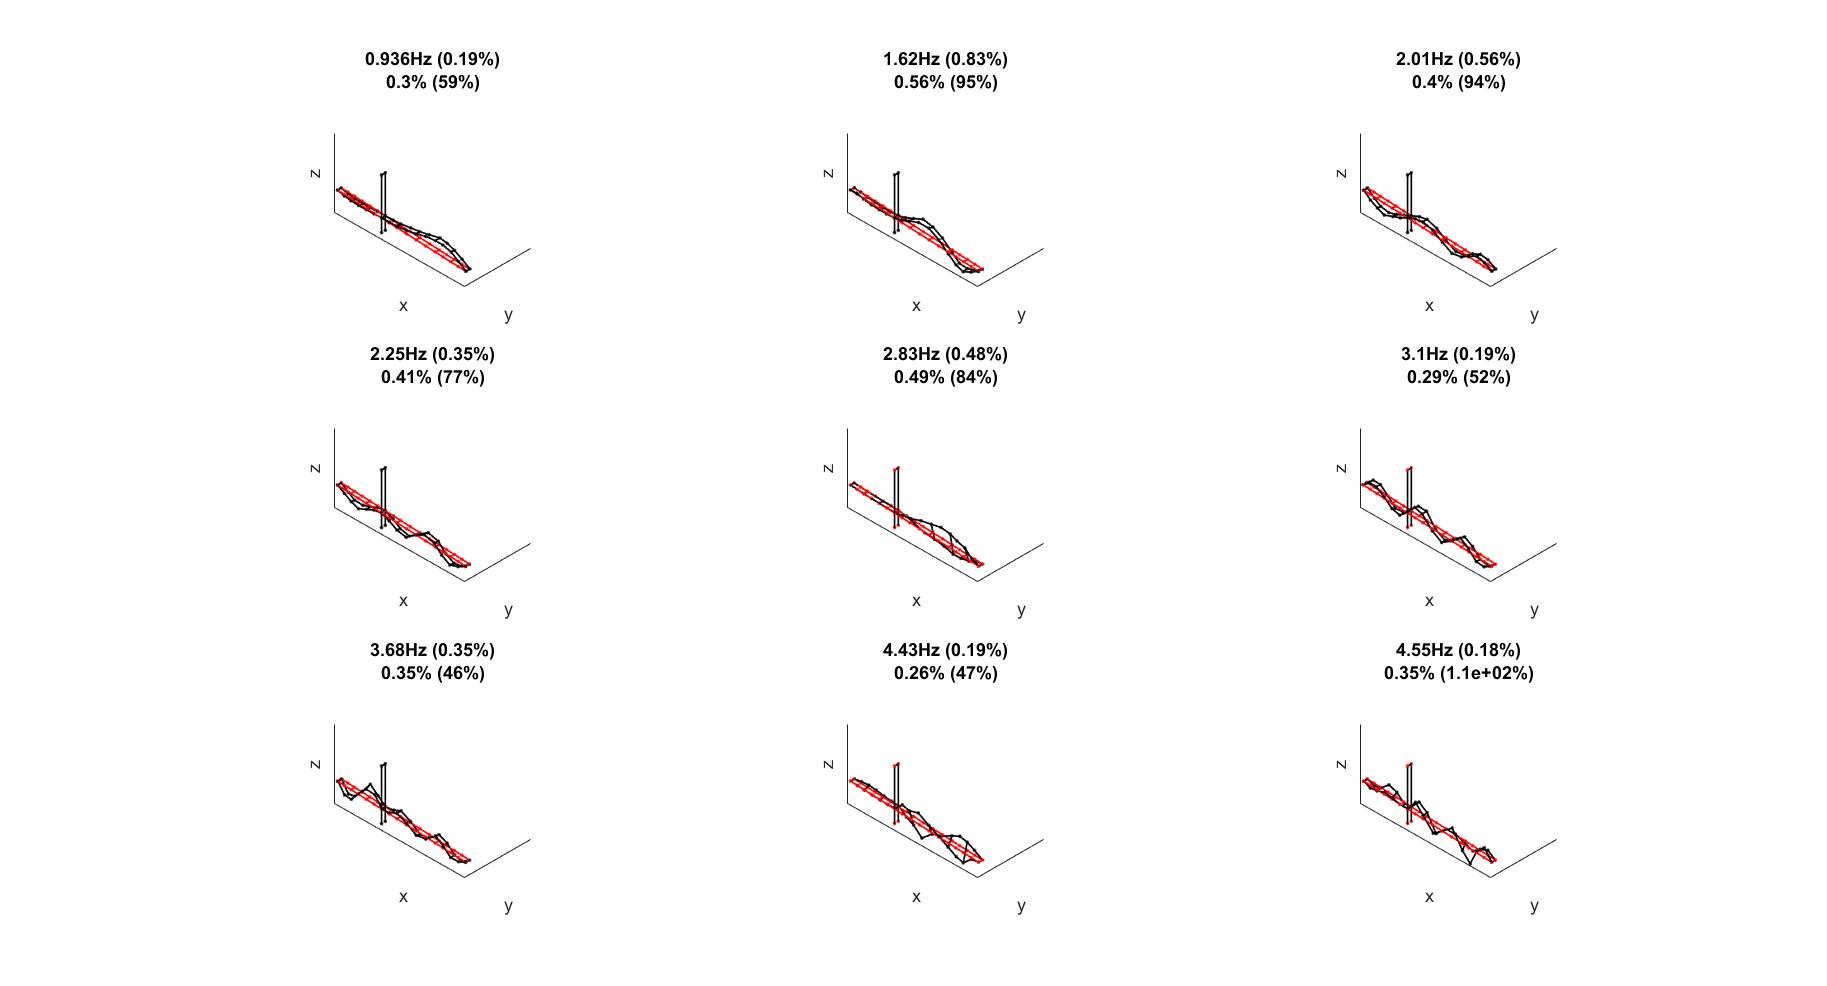 0.936Hz (0.19%)
0.3% (59%)
1.62Hz (0.83%)
0.56% (95%)
2.01Hz (0.56%)
0.4% (94%)
z
x
y
z
x
y
z
x
y
2.25Hz (0.35%)
0.41% (77%)
2.83Hz (0.48%)
0.49% (84%)
3.1Hz (0.19%)
0.29% (52%)
z
x
y
z
x
y
z
x
y
3.68Hz (0.35%)
0.35% (46%)
4.43Hz (0.19%)
0.26% (47%)
4.55Hz (0.18%)
0.35% (1.1e+02%)
z
x
y
z
x
y
z
x
y